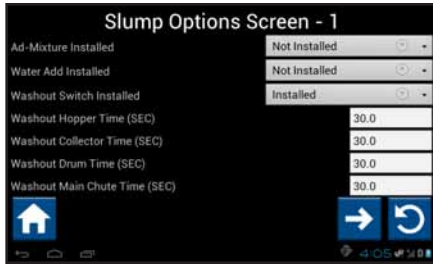 Slump Options Screen - 1
Ad-Mixture Installed Not Installed
Water Add Installed Not Installed
Washout Switch Installed Installed
Washout Hopper Time (SEC) 30.0
Washout Collector Time (SEC) 30.0
Washout Drum Time (SEC) 30.0
Washout Main Chute Time (SEC) 30.0
4:05